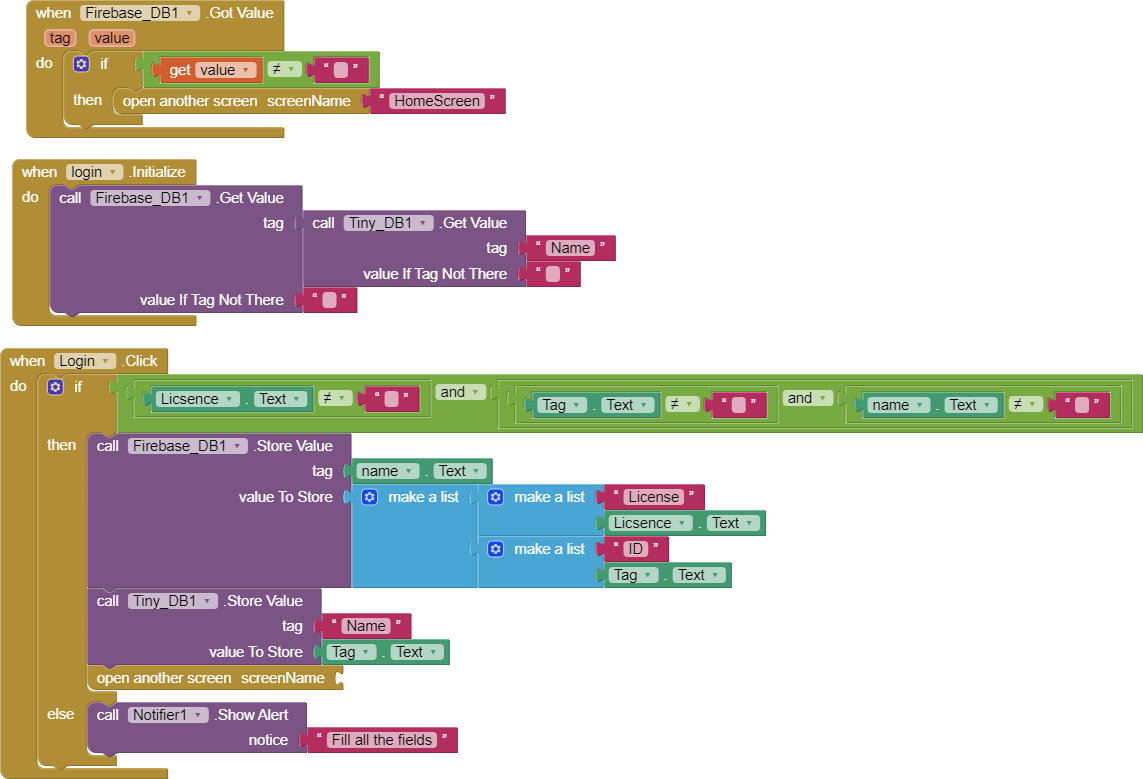 when Firebase_DB1 .Got Value
tag value
do if get value ≠ “ ”
then open another screen screenName “ HomeScreen ”
when login .Initialize
do call Firebase_DB1 .Get Value
tag call Tiny_DB1 .Get Value
tag “ Name ”
value If Tag Not There “ ”
value If Tag Not There “ ”
when Login .Click
do if Licsence . Text ≠ “ ” and Tag . Text ≠ “ ” and name . Text ≠ “ ”
then call Firebase_DB1 .Store Value
tag name . Text
value To Store make a list make a list “ License ”
Licsence . Text
make a list “ ID ”
Tag . Text
call Tiny_DB1 .Store Value
tag “ Name ”
value To Store Tag . Text
open another screen screenName
else call Notifier1 .Show Alert
notice “ Fill all the fields ”